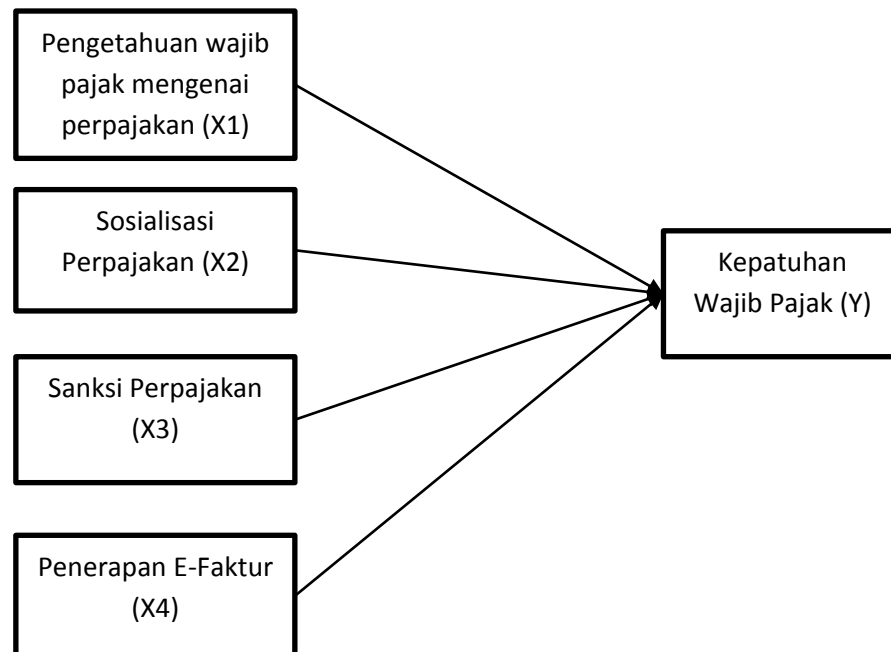 Pengetahuan wajib
pajak mengenai
perpajakan (X1)
Sosialisasi
Perpajakan (X2)
Kepatuhan
Wajib Pajak (Y)
Sanksi Perpajakan
(X3)
Penerapan E-Faktur
(X4)